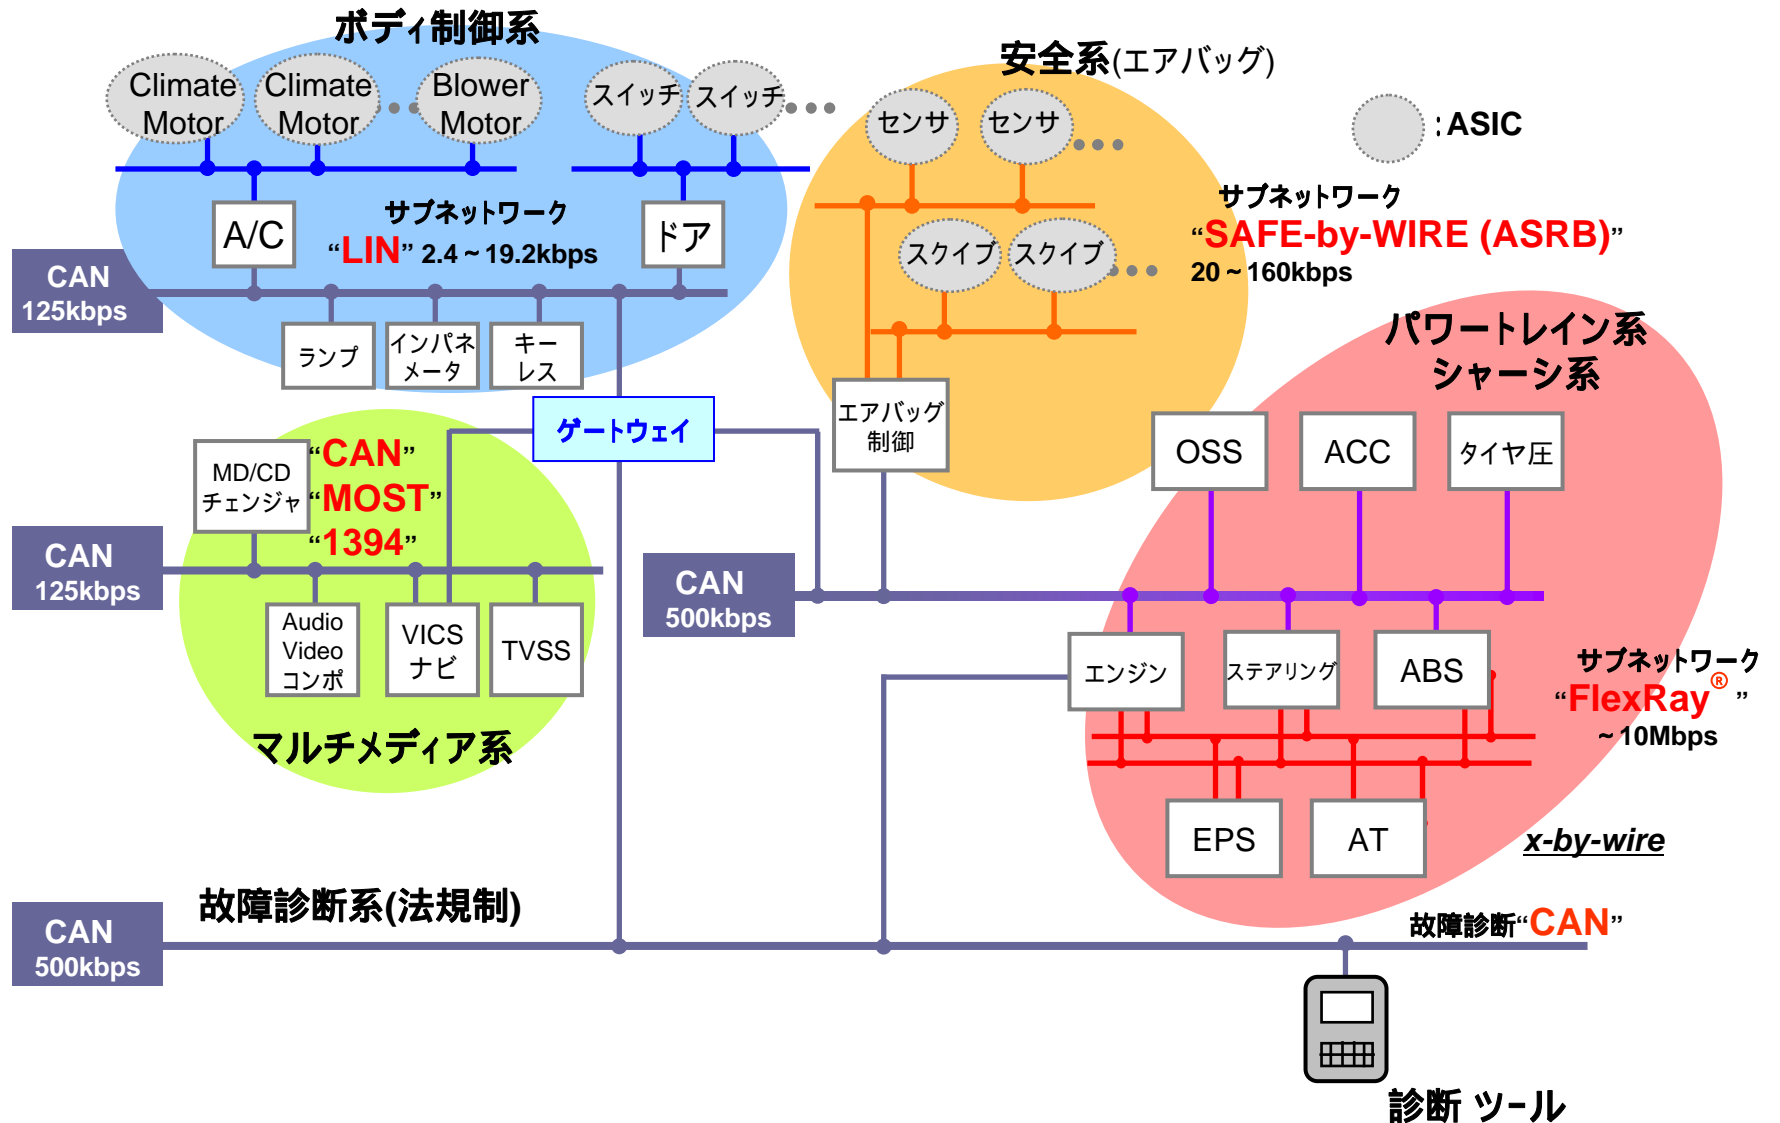 ボディ制御系
Climate
Motor
Climate
Motor
Blower
Motor
スイッチ
スイッチ
A/C
サブネットワーク
“LIN” 2.4～19.2kbps
ドア
CAN
125kbps
ランプ
インパネ
メータ
キー
レス
安全系(エアバッグ)
センサ
センサ
スクイブ
スクイブ
エアバッグ
制御
:ASIC
サブネットワーク
“SAFE-by-WIRE (ASRB)”
20～160kbps
ゲートウェイ
MD/CD
チェンジャ
“CAN”
“MOST”
“1394”
CAN
125kbps
Audio
Video
コンポ
VICS
ナビ
TVSS
マルチメディア系
パワートレイン系
シャーシ系
OSS
ACC
タイヤ圧
CAN
500kbps
エンジン
ステアリング
ABS
サブネットワーク
“FlexRay® ”
～10Mbps
EPS
AT
x-by-wire
故障診断系(法規制)
CAN
500kbps
故障診断“CAN”
診断 ツール